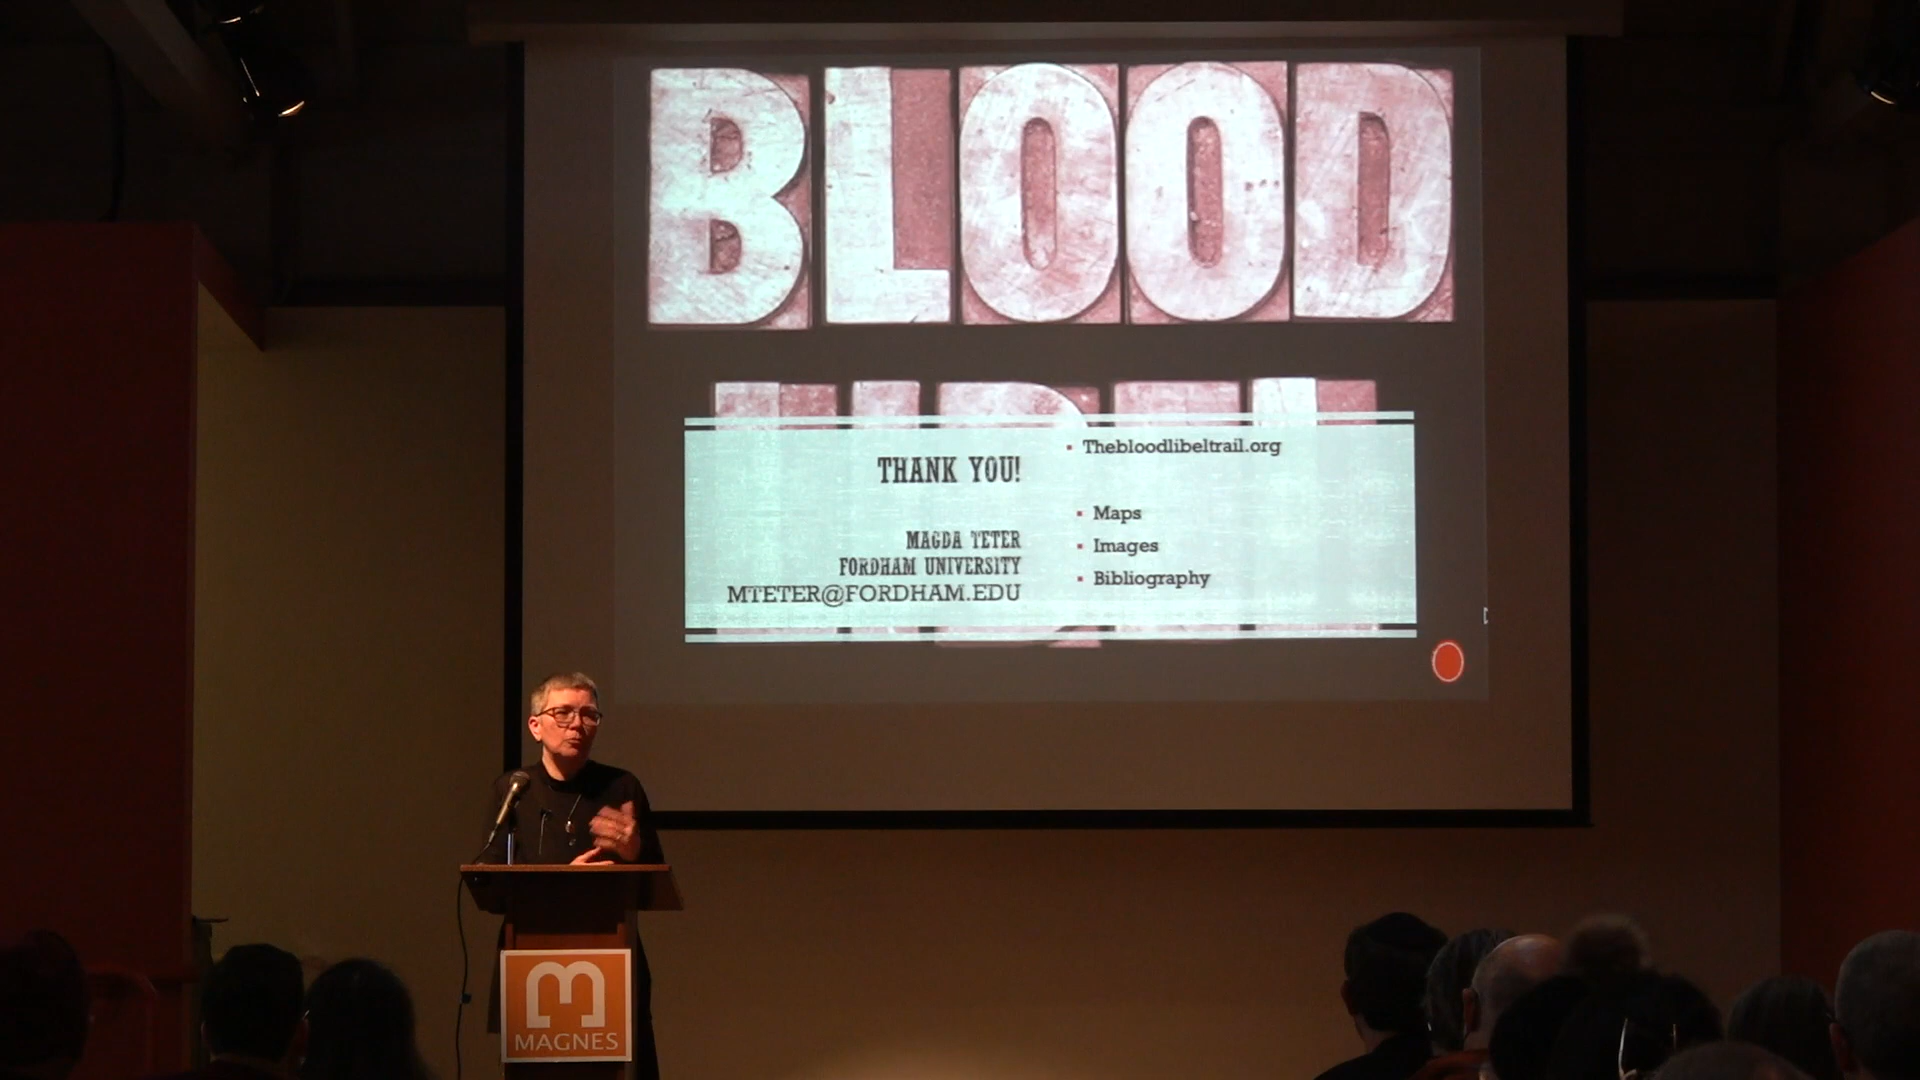 BLOOD
THANK YOU!
MAGDA TETER
FORDHAM UNIVERSITY
MTETER@FORDHAM.EDU
▪ Thebloodlibeltrail.org
▪ Maps
▪ Images
▪ Bibliography
MAGNES